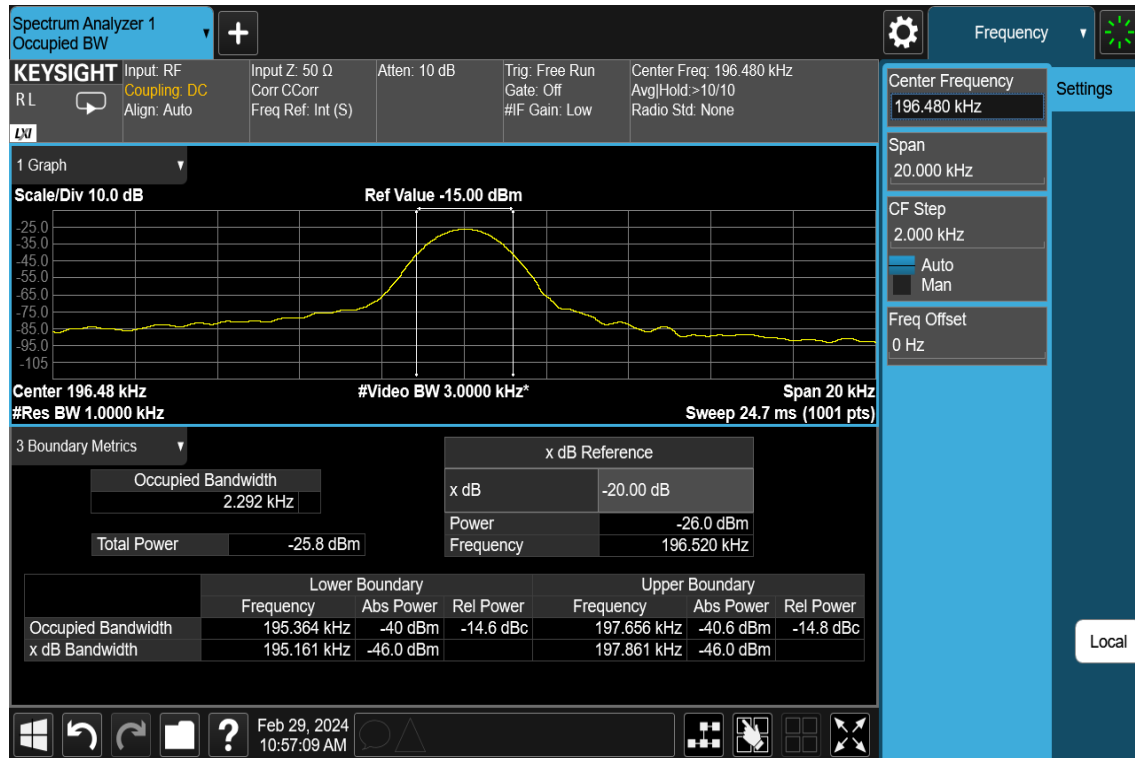 Spectrum Analyzer 1
Occupied BW
Frequency
KEYSIGHT
R L
LXI
Input: RF
Coupling: DC
Align: Auto
Input Z: 50 Ω
Corr CCorr
Freq Ref: Int (S)
Atten: 10 dB
Trig: Free Run
Gate: Off
#IF Gain: Low
Center Freq: 196.480 kHz
Avg|Hold:>10/10
Radio Std: None
Center Frequency
196.480 kHz
Settings
Span
20.000 kHz
CF Step
2.000 kHz
Auto
Man
Freq Offset
0 Hz
Local
1 Graph
Scale/Div 10.0 dB
Ref Value -15.00 dBm
-25.0
-35.0
-45.0
-55.0
-65.0
-75.0
-85.0
-95.0
-105
Center 196.48 kHz
#Video BW 3.0000 kHz*
Span 20 kHz
#Res BW 1.0000 kHz
Sweep 24.7 ms (1001 pts)
3 Boundary Metrics
Occupied Bandwidth
2.292 kHz
Total Power -25.8 dBm
x dB Reference
x dB -20.00 dB
Power -26.0 dBm
Frequency 196.520 kHz
Lower Boundary Upper Boundary
Frequency Abs Power Rel Power Frequency Abs Power Rel Power
Occupied Bandwidth 195.364 kHz -40 dBm -14.6 dBc 197.656 kHz -40.6 dBm -14.8 dBc
x dB Bandwidth 195.161 kHz -46.0 dBm 197.861 kHz -46.0 dBm
?
Feb 29, 2024
10:57:09 AM